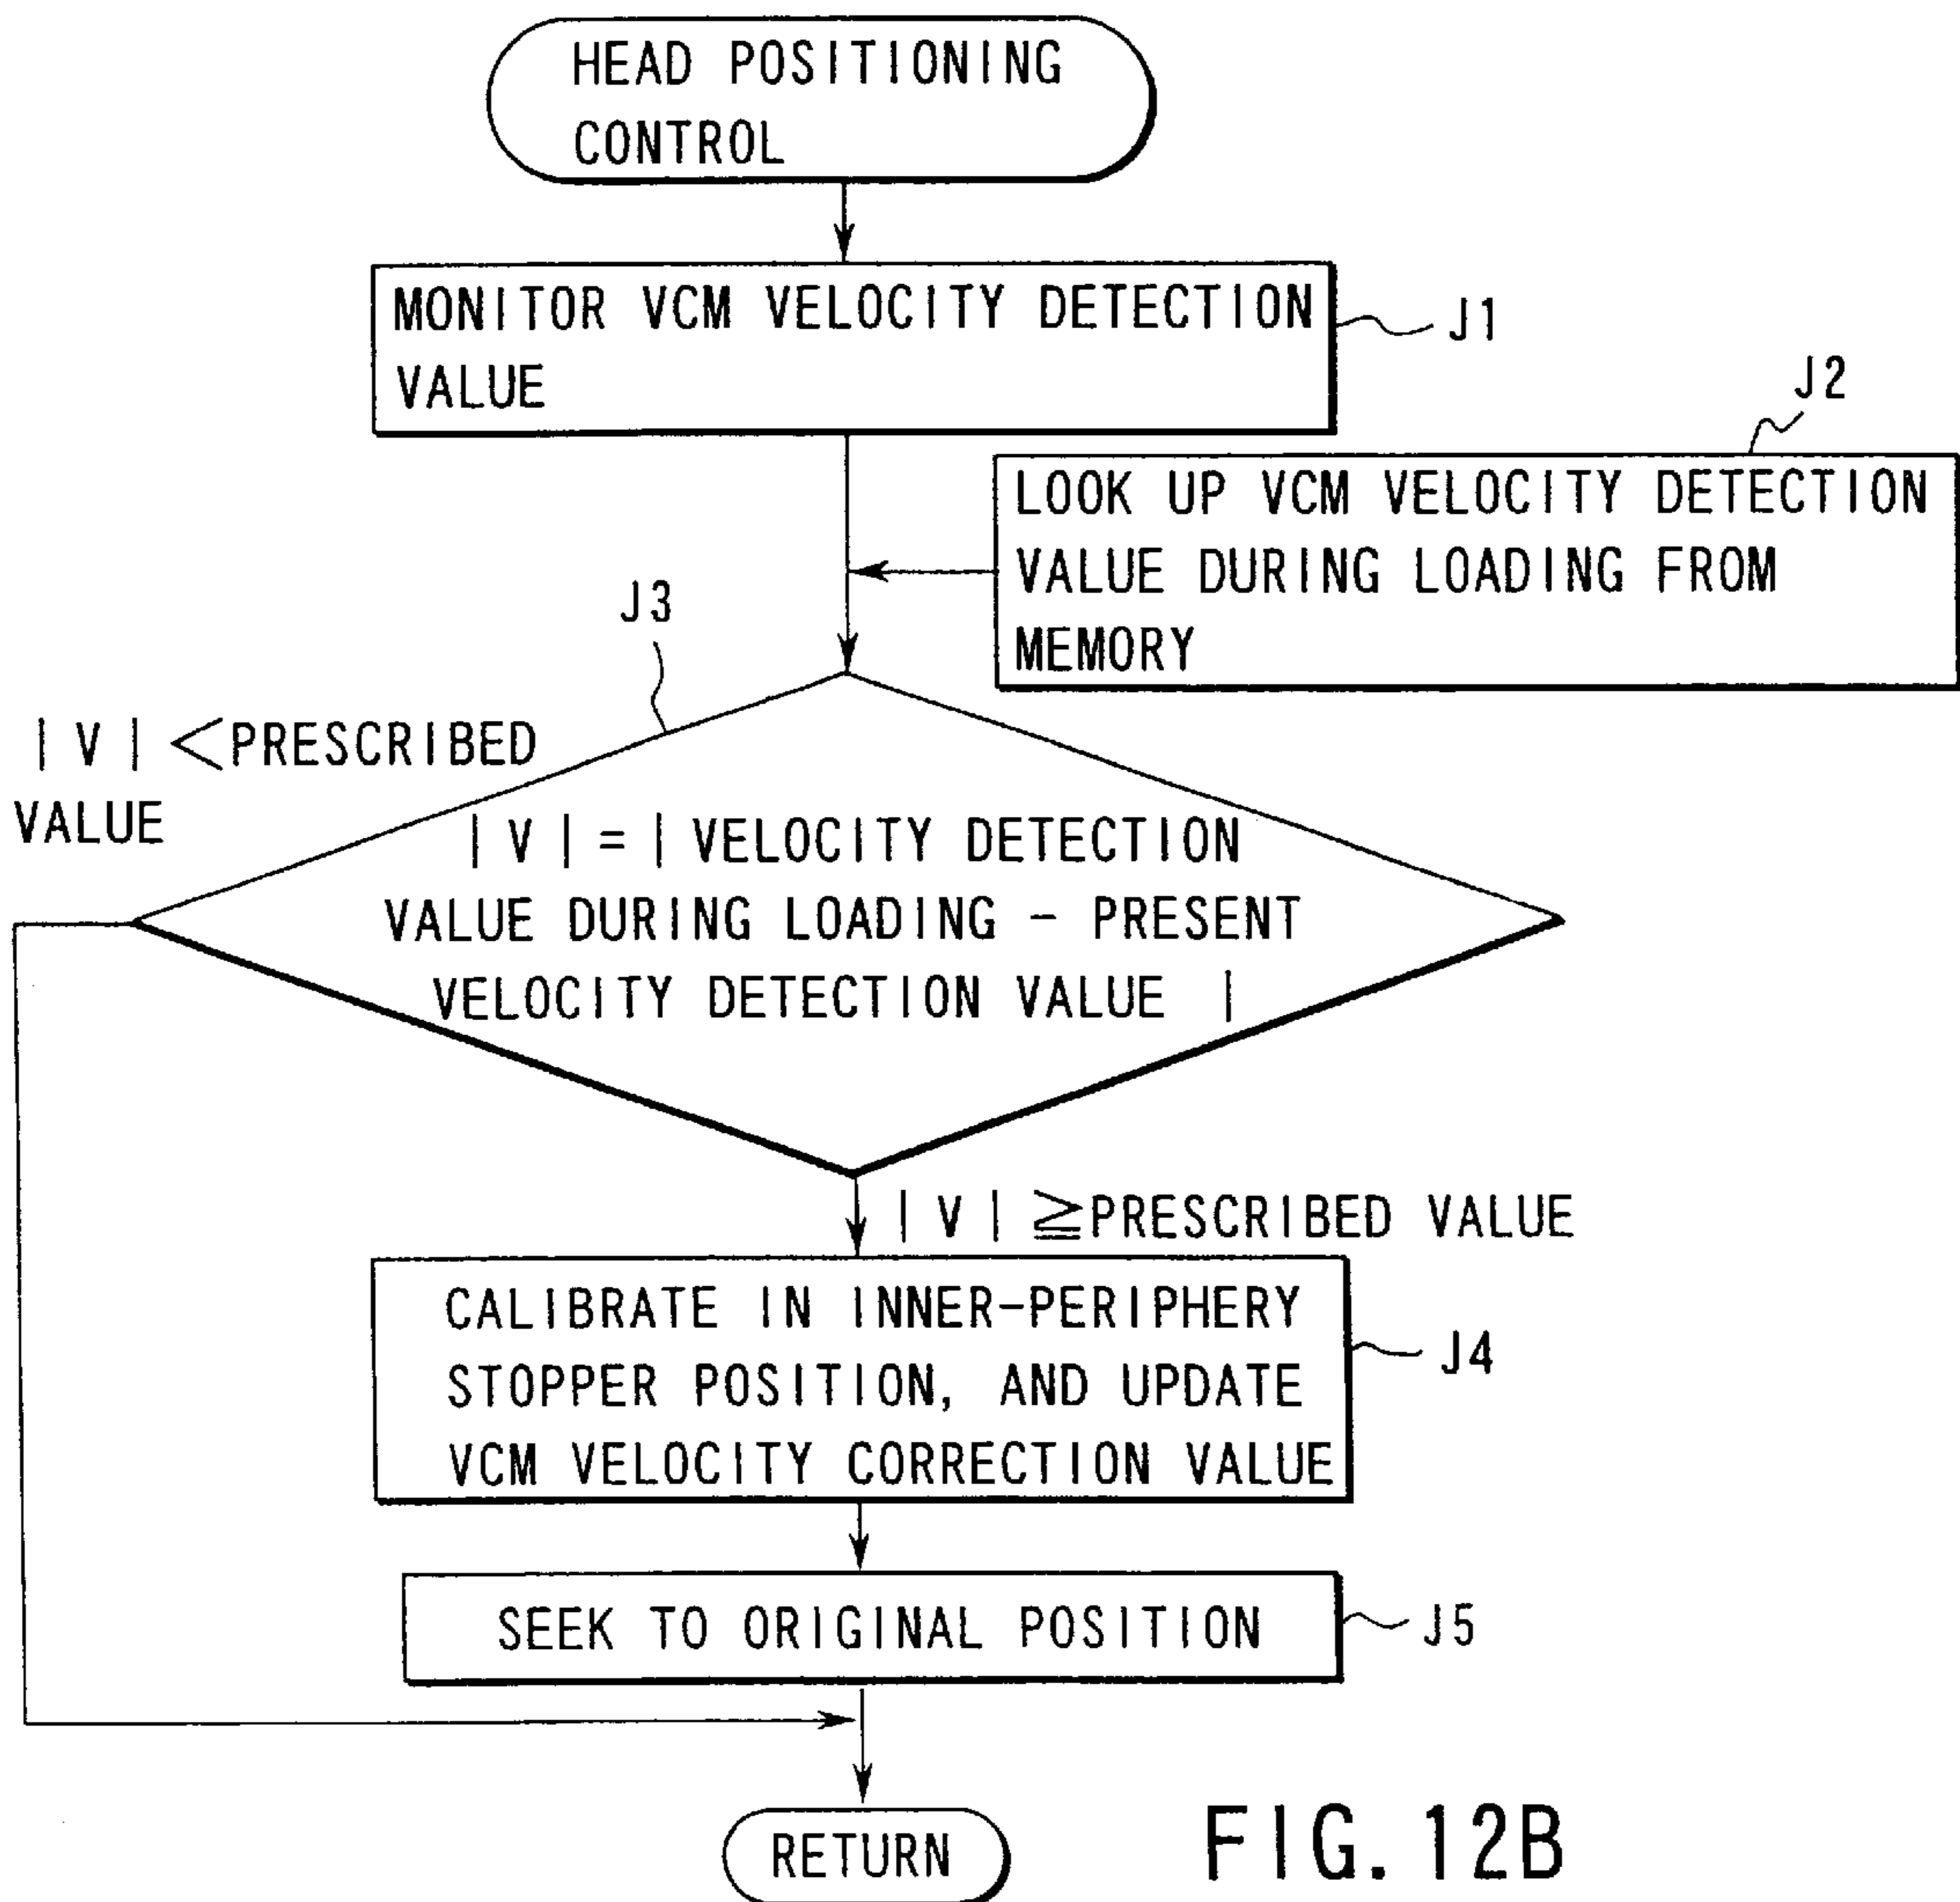 HEAD POSITIONING
CONTROL
MONITOR VCM VELOCITY DETECTION
VALUE
J1
J2
LOOK UP VCM VELOCITY DETECTION
VALUE DURING LOADING FROM
MEMORY
J3
|V| <PRESCRIBED
VALUE
|V|=| VELOCITY DETECTION
VALUE DURING LOADING - PRESENT
VELOCITY DETECTION VALUE |
|V| ≧PRESCRIBED VALUE
CALIBRATE IN INNER-PERIPHERY
STOPPER POSITION, AND UPDATE
VCM VELOCITY CORRECTION VALUE
J4
SEEK TO ORIGINAL POSITION
J5
RETURN
FIG. 12B